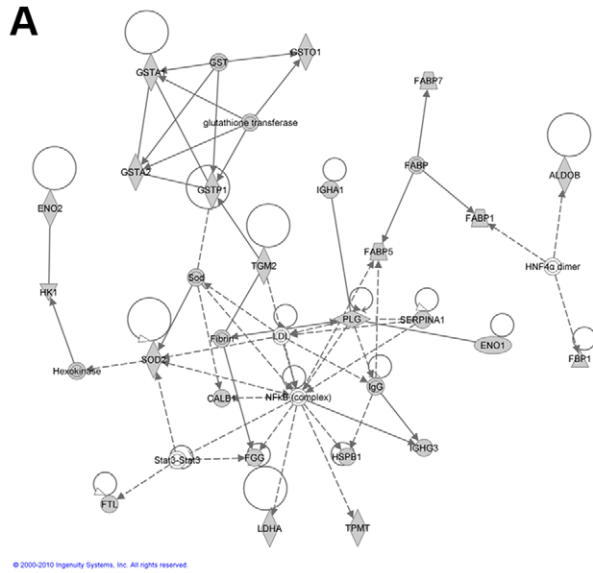 A
GSTA1
GST
GSTO1
FABP7
glutathione transferase
FABP
ALDOB
GSTA2
GSTP1
IGHA1
ENO2
FABP1
FABP5
TGM2
HNF4α dimer
Sod
HK1
PLG
SERPINA1
Fibrin
LDL
ENO1
SOD2
FBP1
Hexokinase
IgG
CALB1
NFkB (complex)
IGHG3
Stat3-Stat3
FGG
HSPB1
FTL
LDHA
TPMT
© 2000-2010 Ingenuity Systems, Inc. All rights reserved.